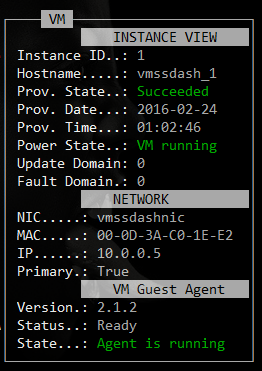 VM
INSTANCE VIEW
Instance ID..: 1
Hostname.....: vmssdash_1
Prov. State..: Succeeded
Prov. Date...: 2016-02-24
Prov. Time...: 01:02:46
Power State..: VM running
Update Domain: 0
Fault Domain.: 0
NETWORK
NIC.....: vmssdashnic
MAC.....: 00-0D-3A-C0-1E-E2
IP......: 10.0.0.5
Primary.: True
VM Guest Agent
Version.: 2.1.2
Status..: Ready
State...: Agent is running